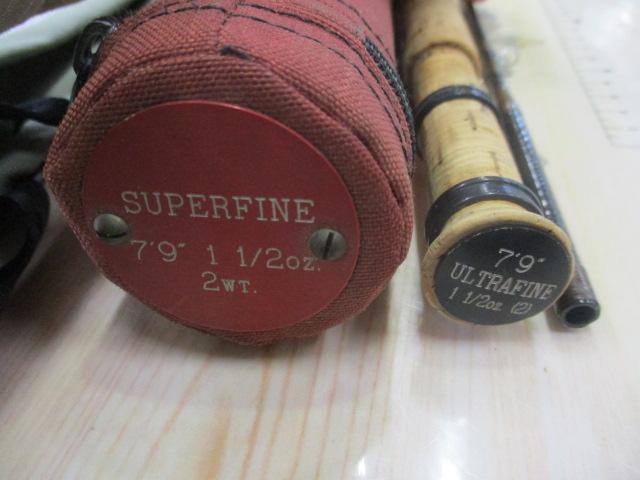 SUPERFINE
7'9" 1 1/2oz.
2WT.
7'9"
ULTRAFINE
1 1/2oz. (2)